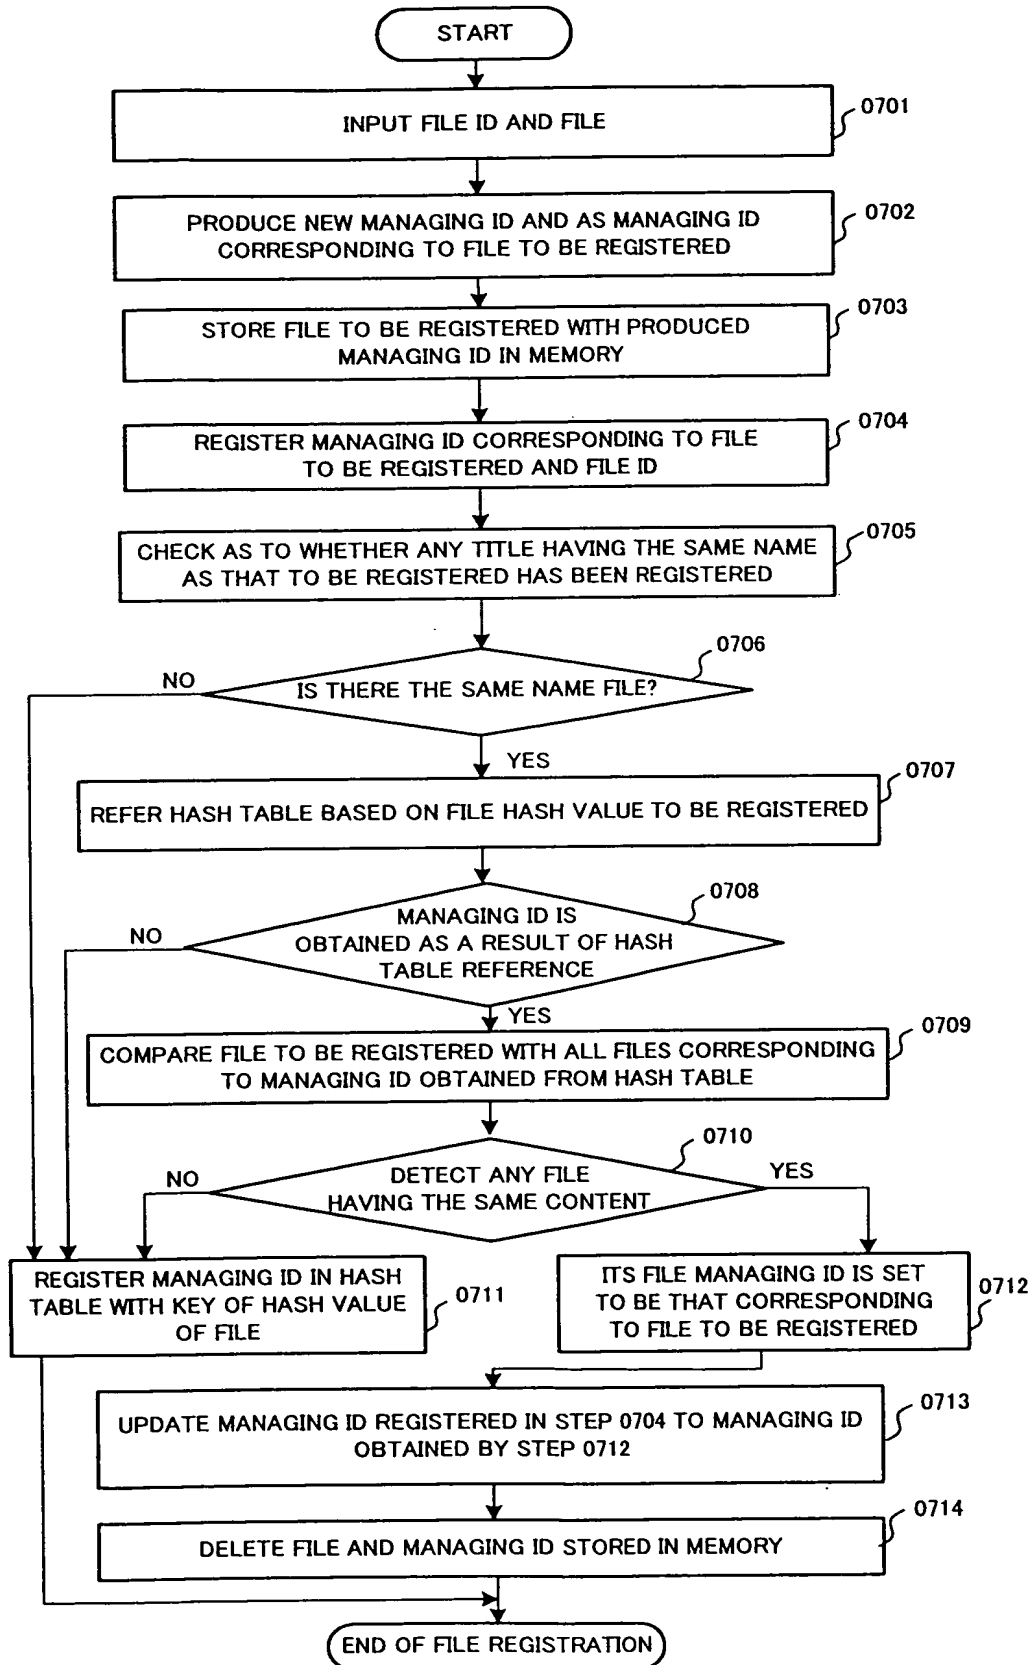 START
INPUT FILE ID AND FILE
0701
PRODUCE NEW MANAGING ID AND AS MANAGING ID
CORRESPONDING TO FILE TO BE REGISTERED
0702
STORE FILE TO BE REGISTERED WITH PRODUCED
MANAGING ID IN MEMORY
0703
REGISTER MANAGING ID CORRESPONDING TO FILE
TO BE REGISTERED AND FILE ID
0704
CHECK AS TO WHETHER ANY TITLE HAVING THE SAME NAME
AS THAT TO BE REGISTERED HAS BEEN REGISTERED
0705
IS THERE THE SAME NAME FILE?
0706
NO
YES
REFER HASH TABLE BASED ON FILE HASH VALUE TO BE REGISTERED
0707
MANAGING ID IS
OBTAINED AS A RESULT OF HASH
TABLE REFERENCE
0708
NO
YES
COMPARE FILE TO BE REGISTERED WITH ALL FILES CORRESPONDING
TO MANAGING ID OBTAINED FROM HASH TABLE
0709
DETECT ANY FILE
HAVING THE SAME CONTENT
0710
NO
YES
REGISTER MANAGING ID IN HASH
TABLE WITH KEY OF HASH VALUE
OF FILE
0711
ITS FILE MANAGING ID IS SET
TO BE THAT CORRESPONDING
TO FILE TO BE REGISTERED
0712
UPDATE MANAGING ID REGISTERED IN STEP 0704 TO MANAGING ID
OBTAINED BY STEP 0712
0713
DELETE FILE AND MANAGING ID STORED IN MEMORY
0714
END OF FILE REGISTRATION